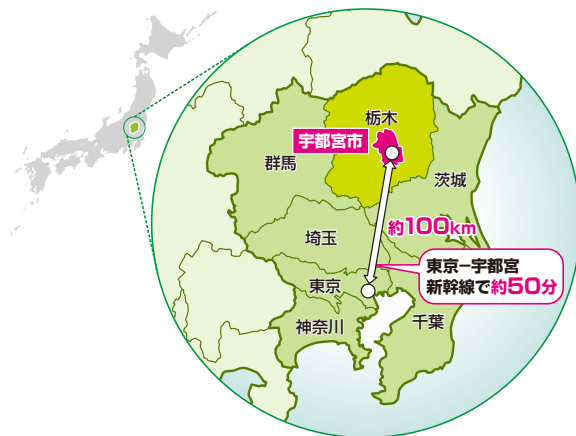 栃木
宇都宮市
群馬
茨城
約100km
埼玉
東京−宇都宮
新幹線で約50分
東京
神奈川
千葉